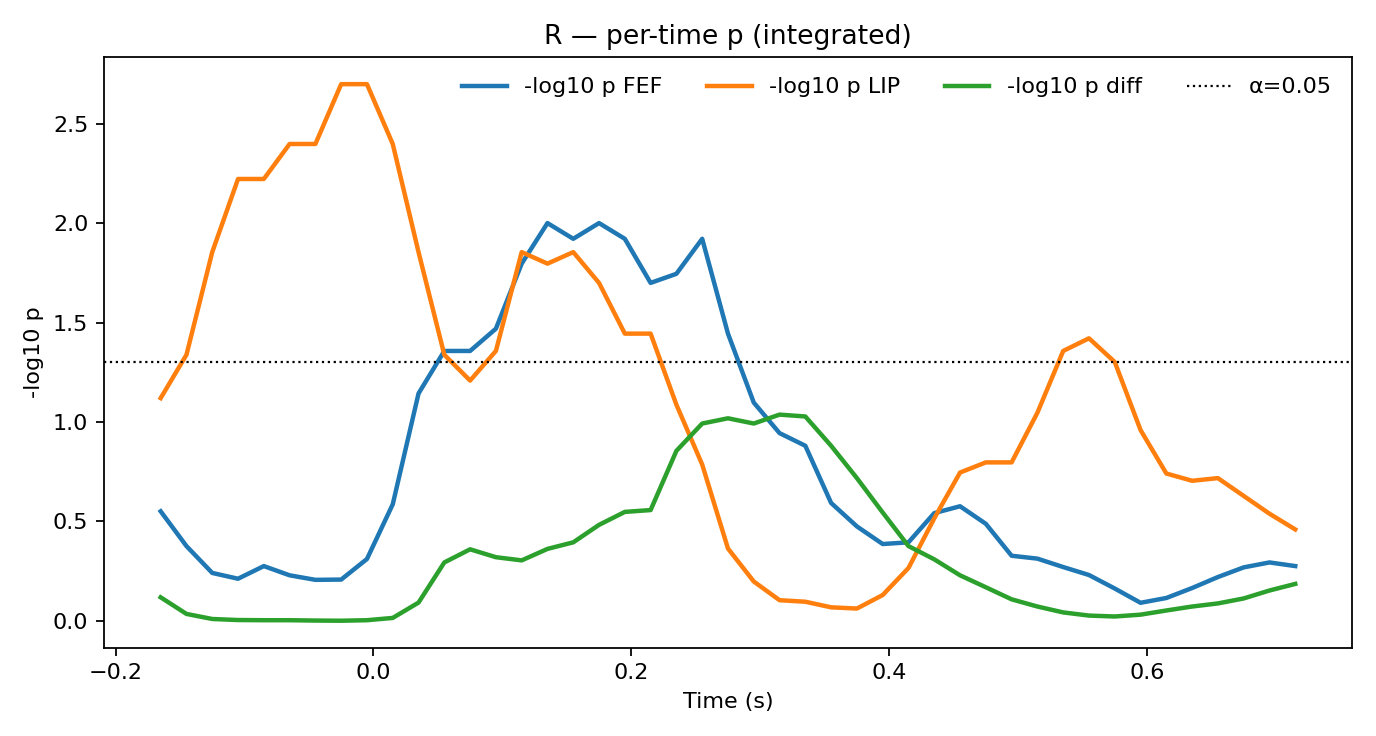 R — per-time p (integrated)
-log10 p FEF
-log10 p LIP
-log10 p diff
α=0.05
-log10 p
2.5
2.0
1.5
1.0
0.5
0.0
−0.2
0.0
0.2
0.4
0.6
Time (s)